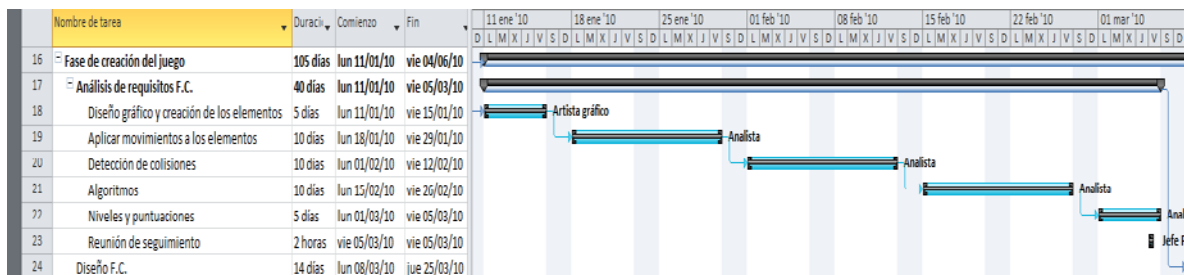 Nombre de tarea Duració Comienzo Fin 11 ene '10 18 ene '10 25 ene '10 01 feb '10 08 feb '10 15 feb '10 22 feb '10 01 mar '10
D L M X J V S D L M X J V S D L M X J V S D L M X J V S D L M X J V S D L M X J V S D L M X J V S D L M X J V S D
16 Fase de creación del juego 105 días lun 11/01/10 vie 04/06/10
17 Análisis de requisitos F.C. 40 días lun 11/01/10 vie 05/03/10
18 Diseño gráfico y creación de los elementos 5 días lun 11/01/10 vie 15/01/10 Artista gráfico
19 Aplicar movimientos a los elementos 10 días lun 18/01/10 vie 29/01/10 Analista
20 Detección de colisiones 10 días lun 01/02/10 vie 12/02/10 Analista
21 Algoritmos 10 días lun 15/02/10 vie 26/02/10 Analista
22 Niveles y puntuaciones 5 días lun 01/03/10 vie 05/03/10 Anal
23 Reunión de seguimiento 2 horas vie 05/03/10 vie 05/03/10 Jefe P
24 Diseño F.C. 14 días lun 08/03/10 jue 25/03/10